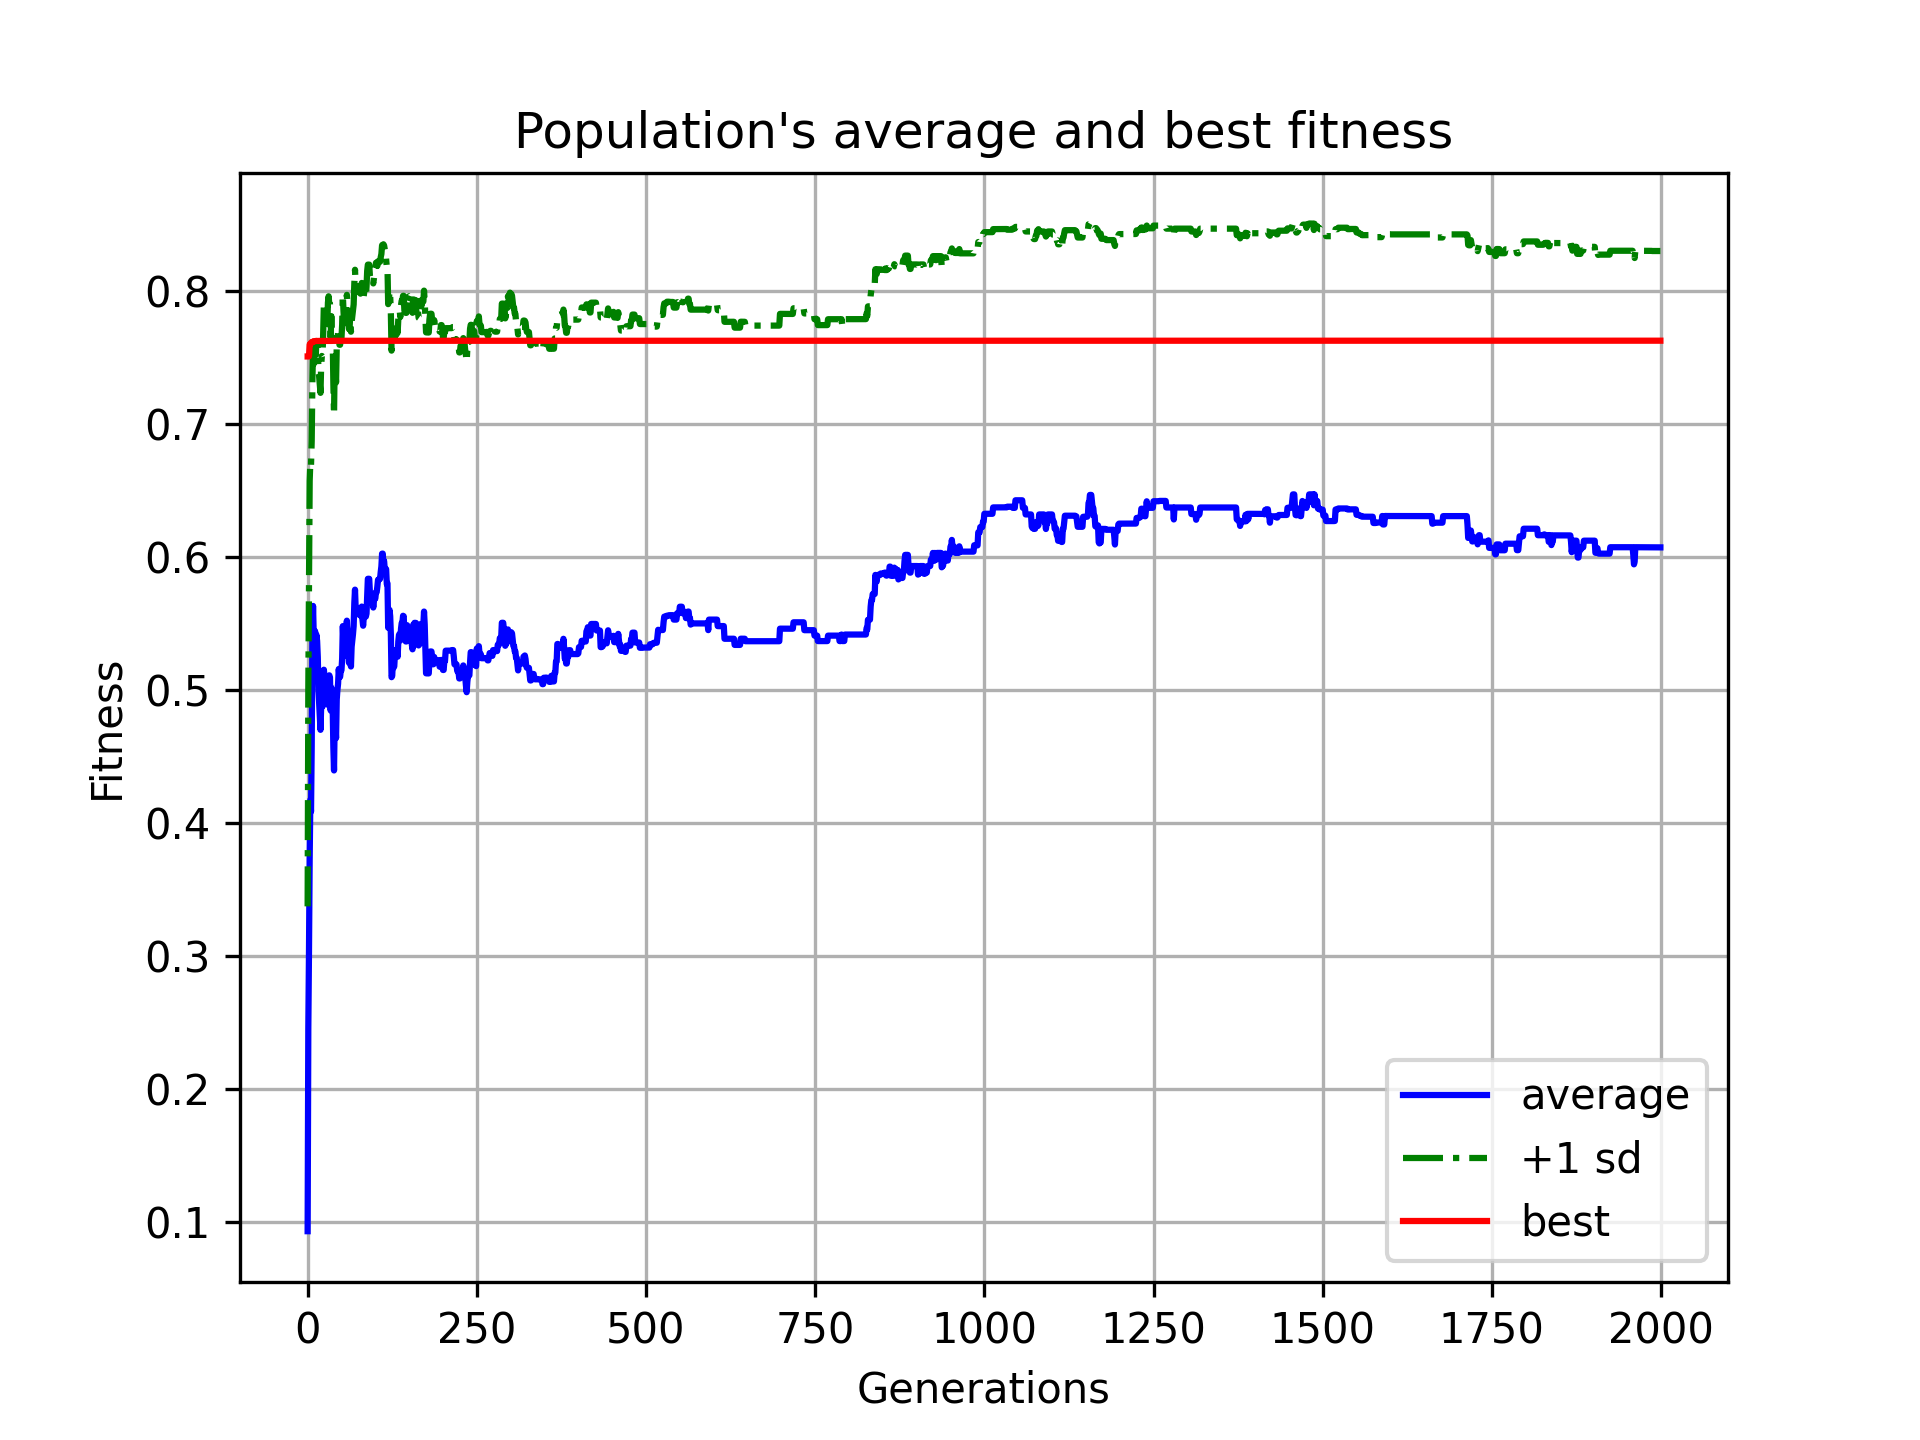 Population's average and best fitness
Fitness
0.8
0.7
0.6
0.5
0.4
0.3
0.2
0.1
average
+1 sd
best
0 250 500 750 1000 1250 1500 1750 2000
Generations